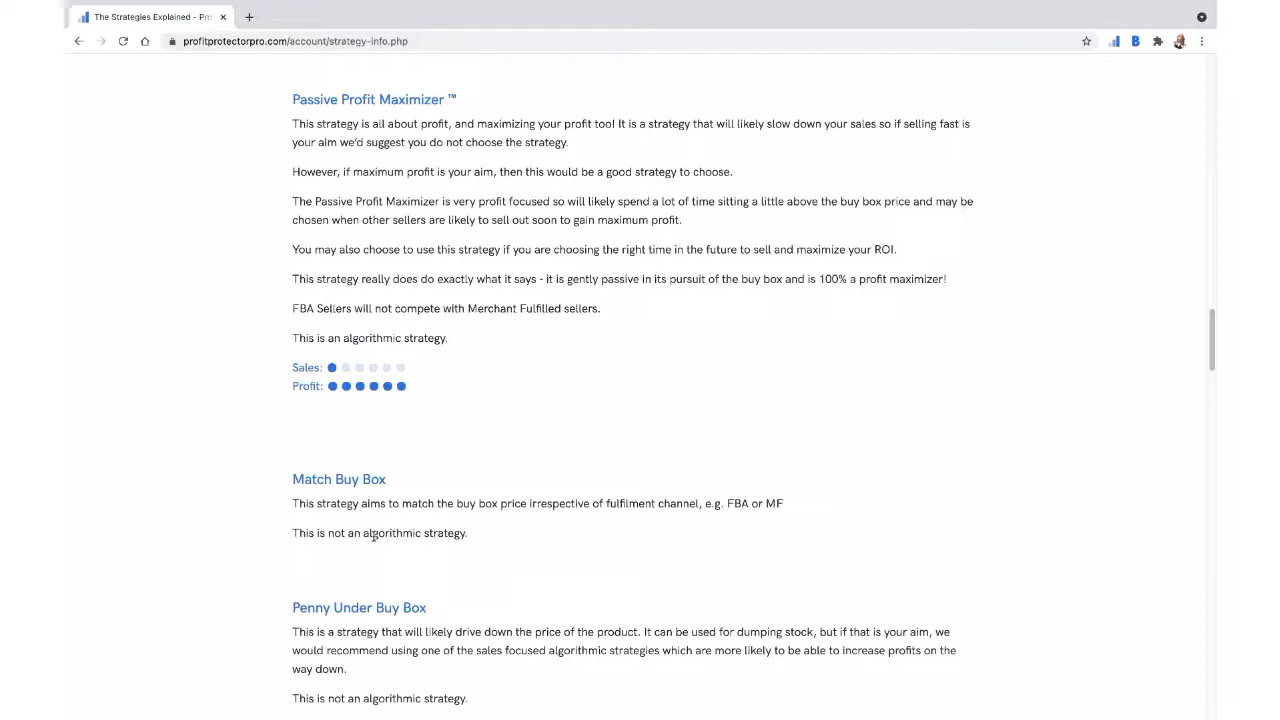 The Strategies Explained - Pro
profitprotectorpro.com/account/strategy-info.php
B
Passive Profit Maximizer ™
This strategy is all about profit, and maximizing your profit too! It is a strategy that will likely slow down your sales so if selling fast is
your aim we'd suggest you do not choose the strategy.
However, if maximum profit is your aim, then this would be a good strategy to choose.
The Passive Profit Maximizer is very profit focused so will likely spend a lot of time sitting a little above the buy box price and may be
chosen when other sellers are likely to sell out soon to gain maximum profit.
You may also choose to use this strategy if you are choosing the right time in the future to sell and maximize your ROI.
This strategy really does do exactly what it says - it is gently passive in its pursuit of the buy box and is 100% a profit maximizer!
FBA Sellers will not compete with Merchant Fulfilled sellers.
This is an algorithmic strategy.
Sales:
Profit:
Match Buy Box
This strategy aims to match the buy box price irrespective of fulfilment channel, e.g. FBA or MF
This is not an algorithmic strategy.
Penny Under Buy Box
This is a strategy that will likely drive down the price of the product. It can be used for dumping stock, but if that is your aim, we
would recommend using one of the sales focused algorithmic strategies which are more likely to be able to increase profits on the
way down.
This is not an algorithmic strategy.